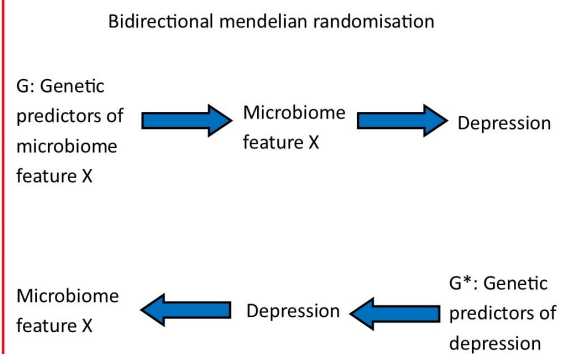 Bidirectional mendelian randomisation
G: Genetic
predictors of
microbiome
feature X
Microbiome
feature X
Depression
Microbiome
feature X
Depression
G*: Genetic
predictors of
depression